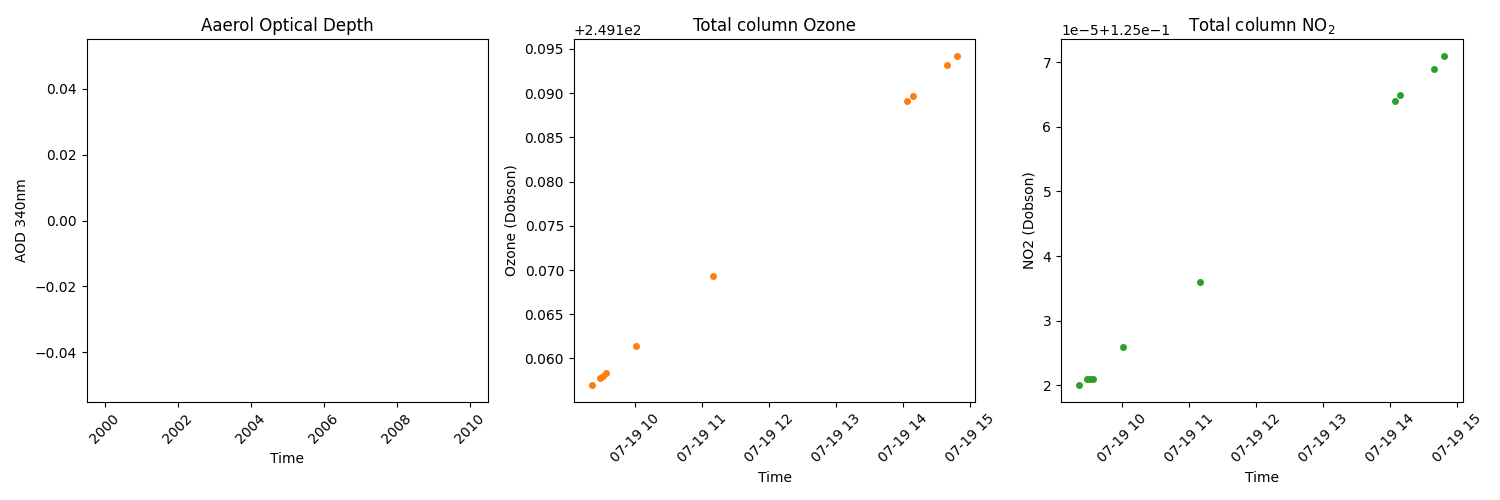 Aaerol Optical Depth
AOD 340nm
0.04
0.02
0.00
−0.02
−0.04
2000 2002 2004 2006 2008 2010
Time
Total column Ozone
+2.491e2
Ozone (Dobson)
0.095
0.090
0.085
0.080
0.075
0.070
0.065
0.060
07-19 10 07-19 11 07-19 12 07-19 13 07-19 14 07-19 15
Time
Total column NO₂
1e−5+1.25e−1
NO2 (Dobson)
7
6
5
4
3
2
07-19 10 07-19 11 07-19 12 07-19 13 07-19 14 07-19 15
Time